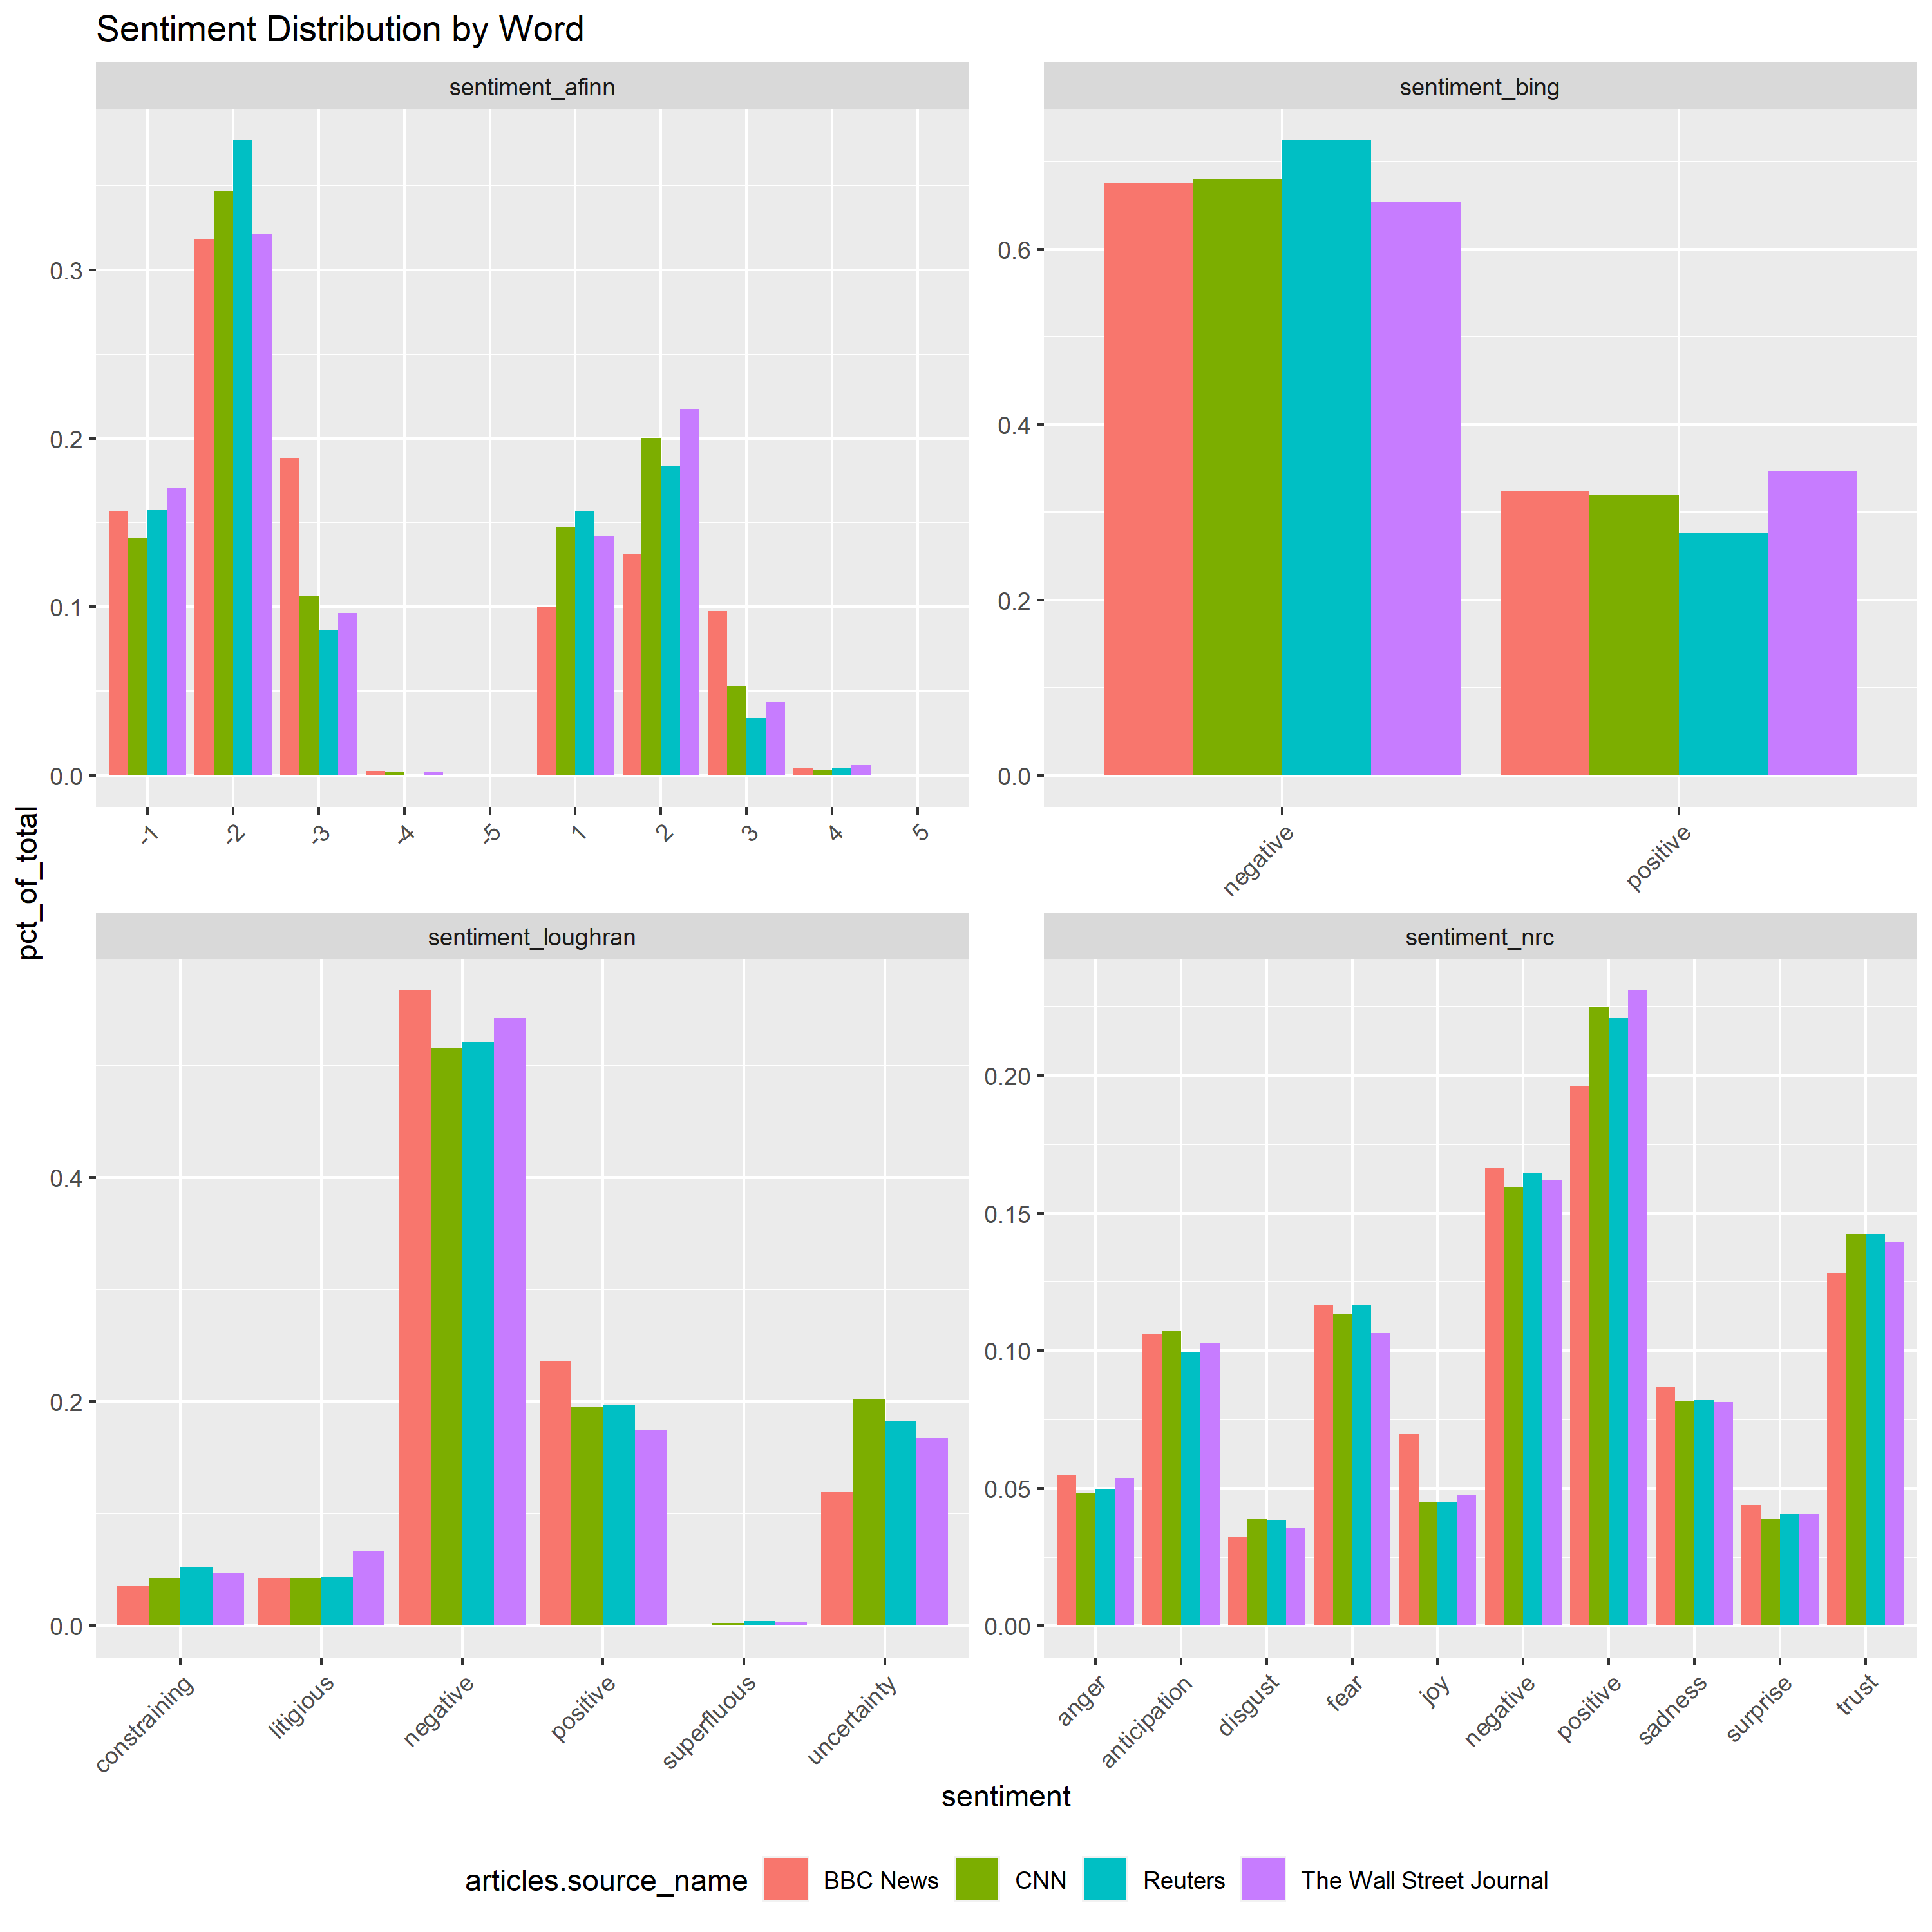 Sentiment Distribution by Word
sentiment_afinn
sentiment_bing
0.3
0.2
0.1
0.0
-1 -2 -3 -4 -5 1 2 3 4 5
0.6
0.4
0.2
0.0
negative positive
pct_of_total
sentiment_loughran
sentiment_nrc
0.4
0.2
0.0
constraining litigious negative positive superfluous uncertainty
0.20
0.15
0.10
0.05
0.00
anger anticipation disgust fear joy negative positive sadness surprise trust
sentiment
articles.source_name BBC News CNN Reuters The Wall Street Journal